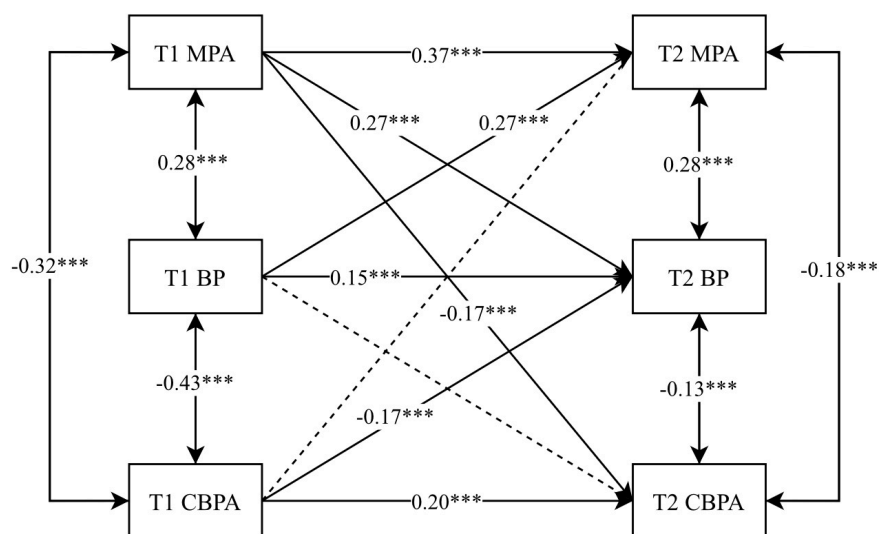 T1 MPA
0.37***
T2 MPA
0.27***
0.27***
0.28***
0.28***
-0.32***
T1 BP
0.15***
T2 BP
-0.18***
-0.17***
-0.43***
-0.13***
-0.17***
T1 CBPA
0.20***
T2 CBPA